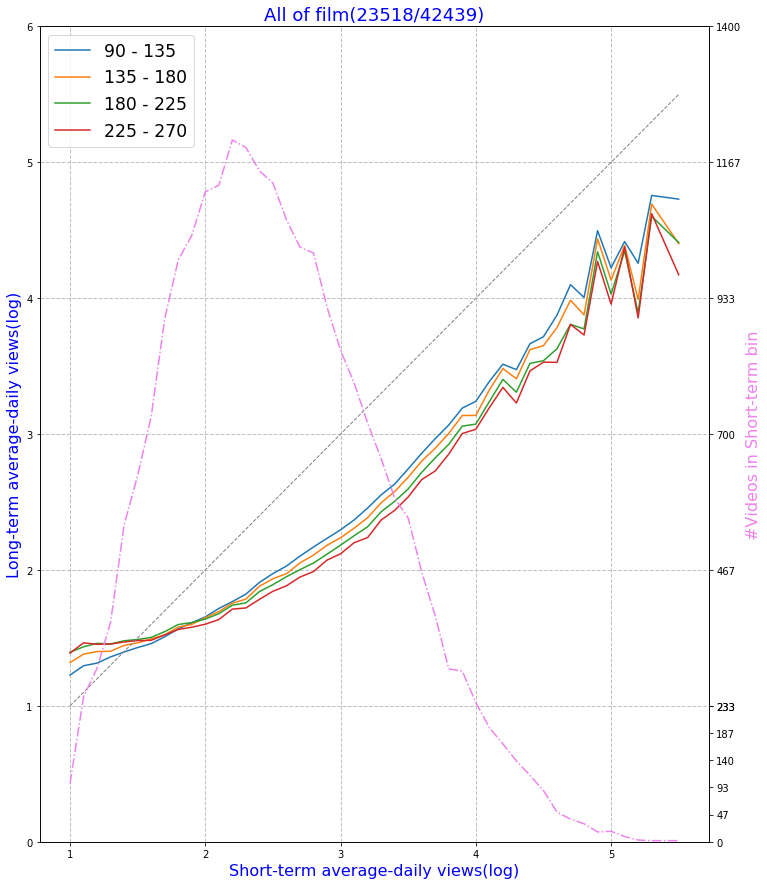 All of film(23518/42439)
90 - 135
135 - 180
180 - 225
225 - 270
6
5
4
3
2
1
0
Long-term average-daily views(log)
1400
1167
933
700
467
233
187
140
93
47
0
#Videos in Short-term bin
1 2 3 4 5
Short-term average-daily views(log)